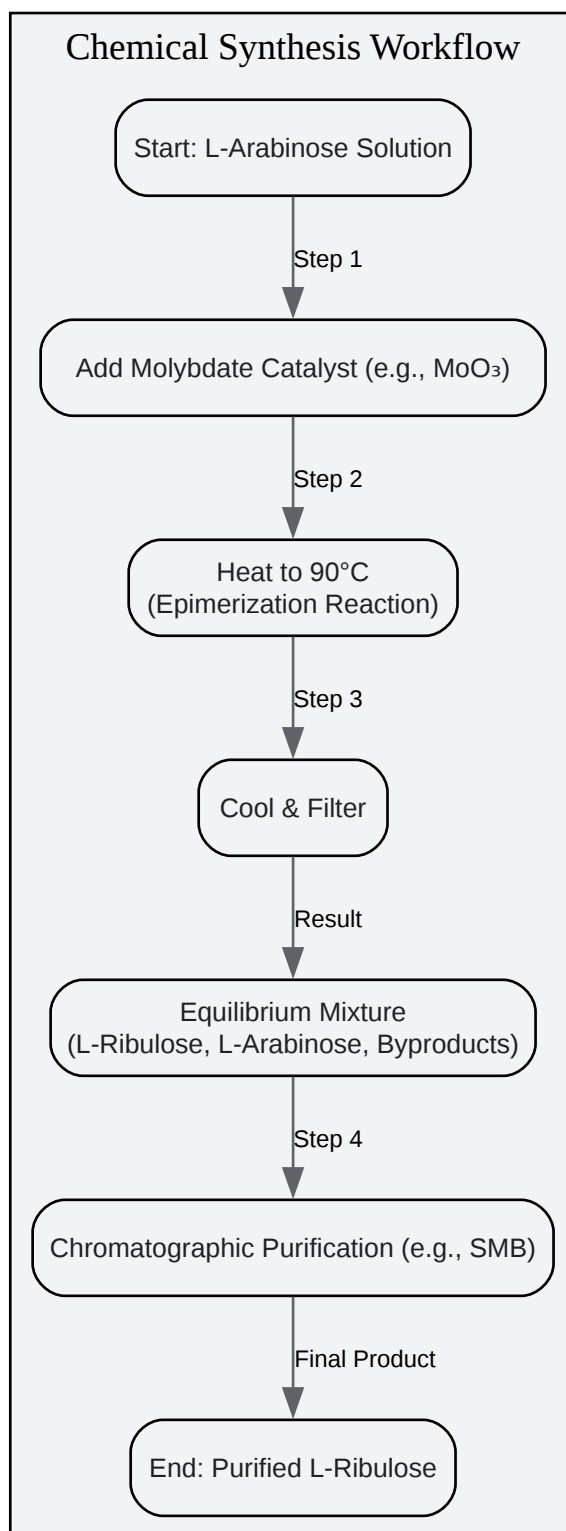 Chemical Synthesis Workflow
Start: L-Arabinose Solution
Step 1
Add Molybdate Catalyst (e.g., MoO₃)
Step 2
Heat to 90°C
(Epimerization Reaction)
Step 3
Cool & Filter
Result
Equilibrium Mixture
(L-Ribulose, L-Arabinose, Byproducts)
Step 4
Chromatographic Purification (e.g., SMB)
Final Product
End: Purified L-Ribulose